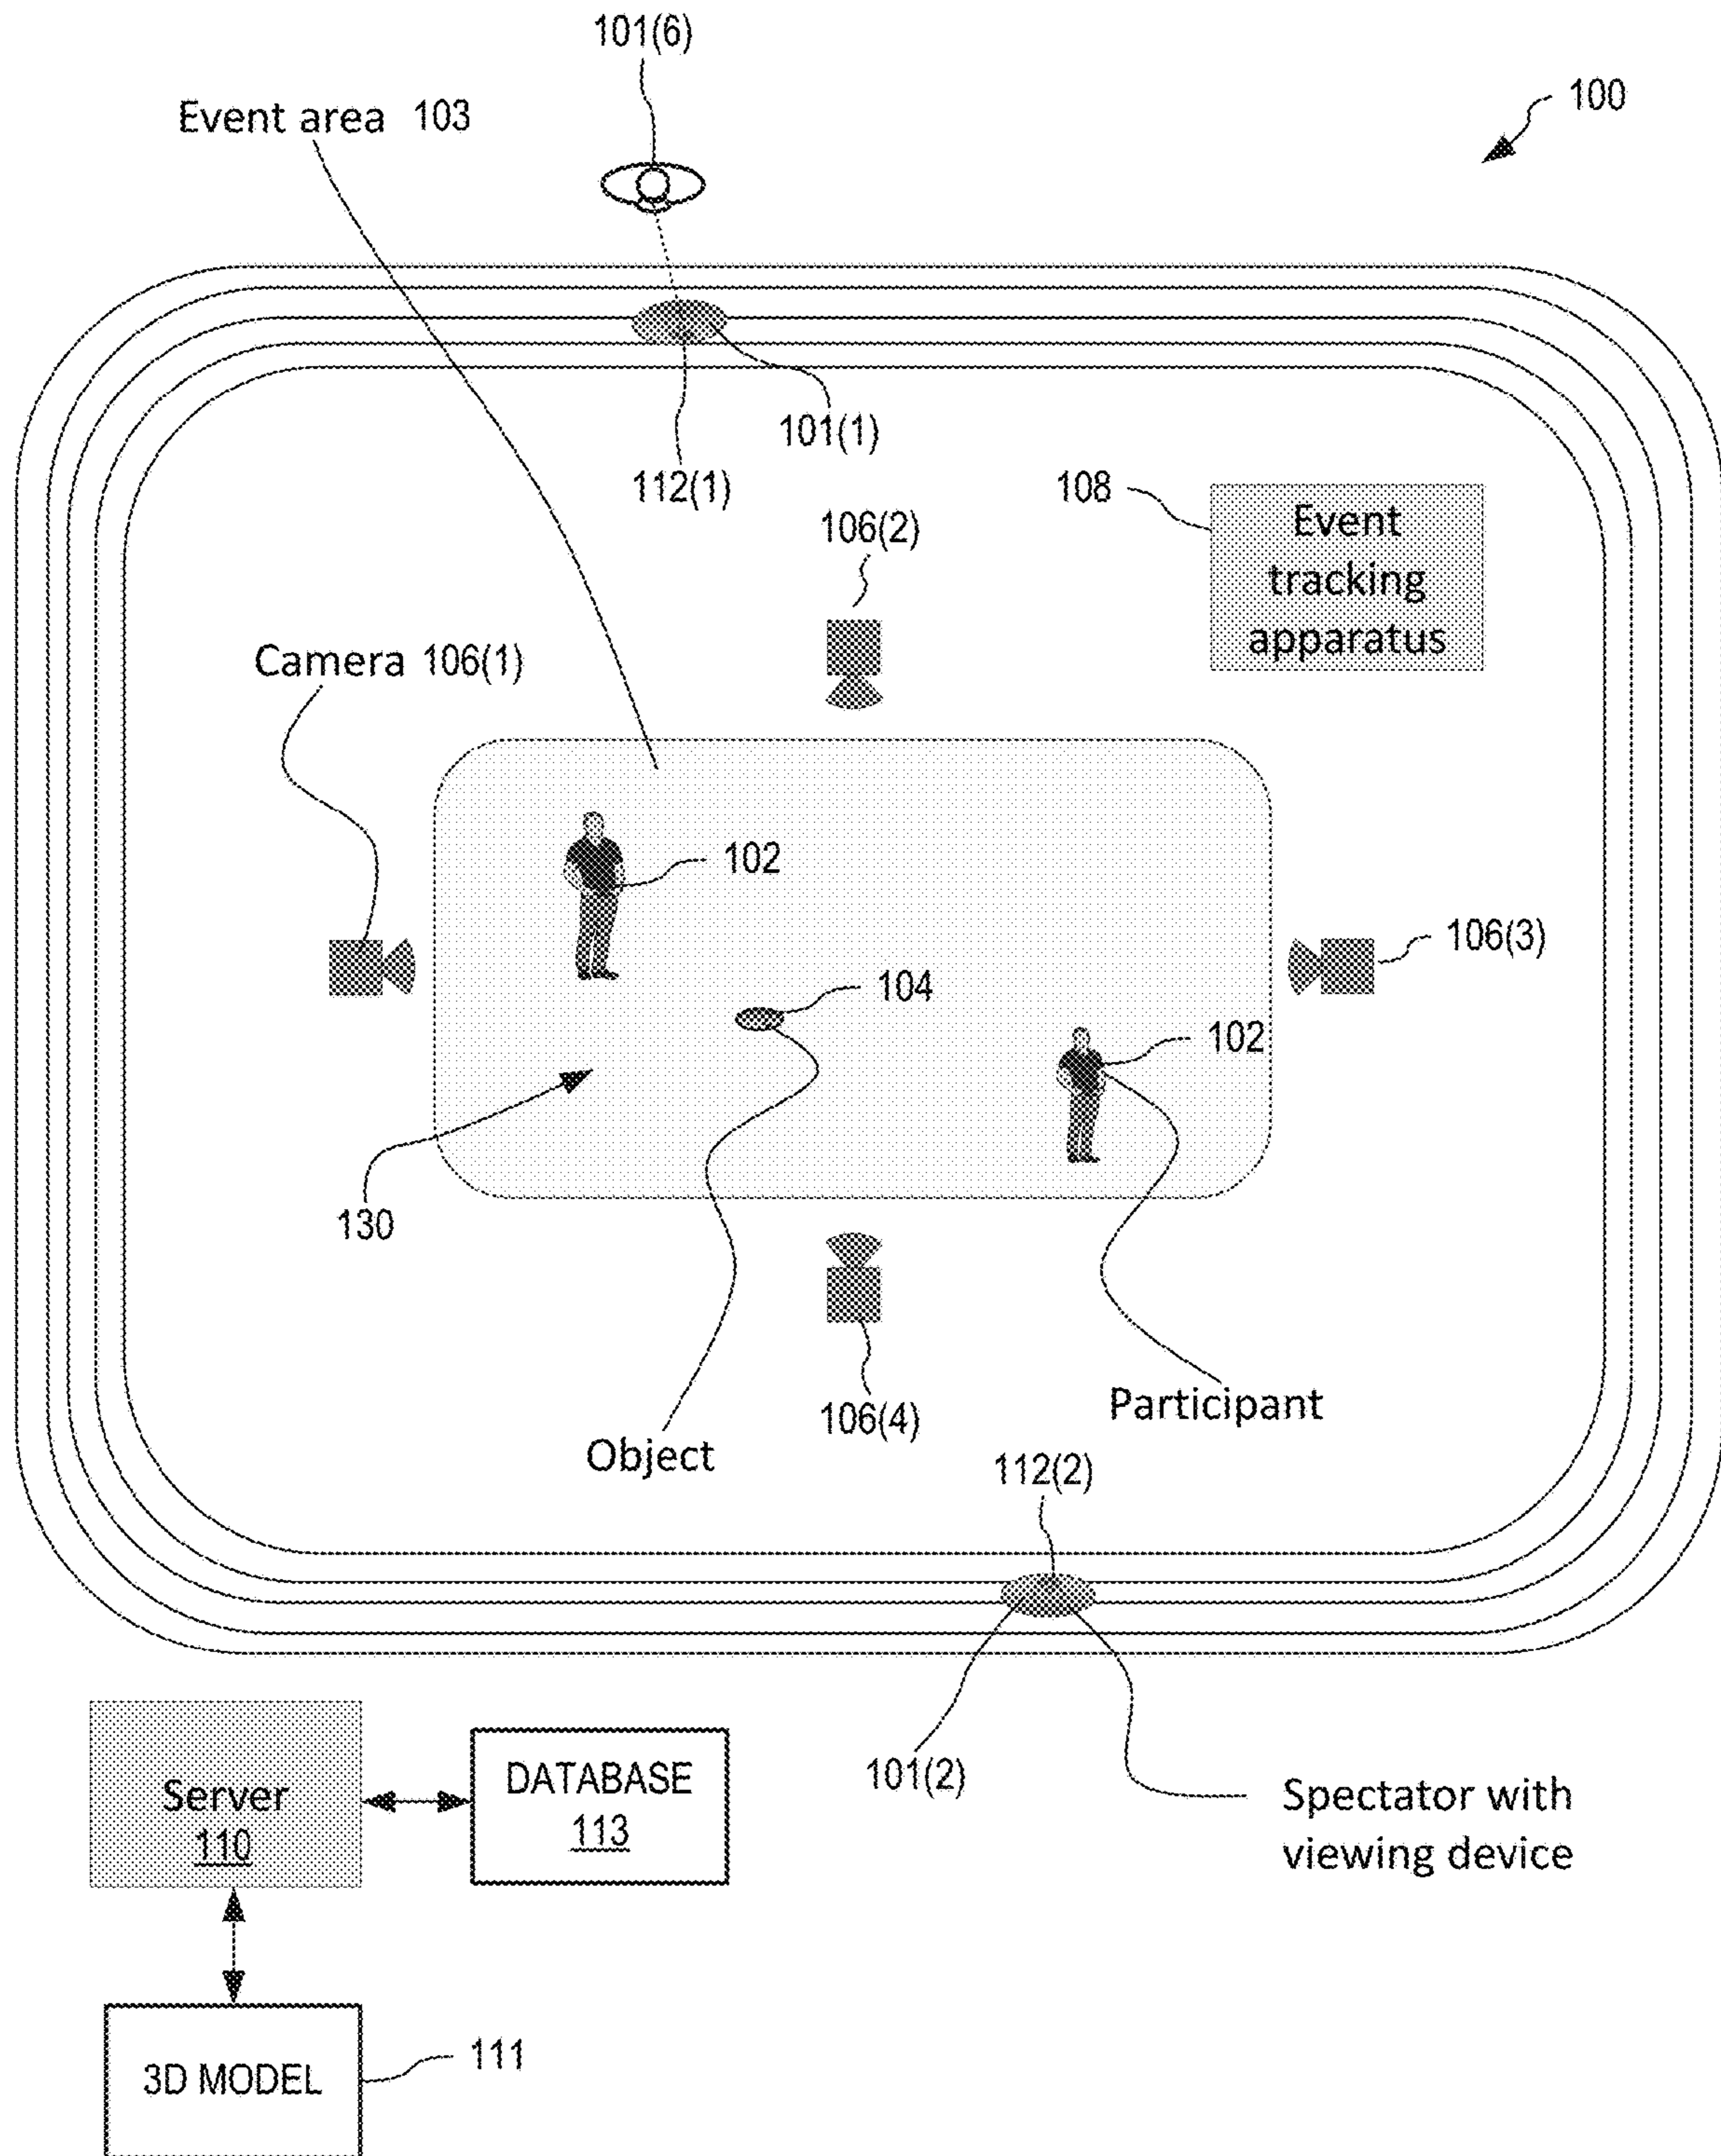 101(6)
100
Event area 103
101(1)
112(1)
108
Event
tracking
apparatus
106(2)
Camera 106(1)
102
106(3)
104
102
130
Participant
106(4)
Object
112(2)
101(2)
Server
110
DATABASE
113
Spectator with
viewing device
3D MODEL
111